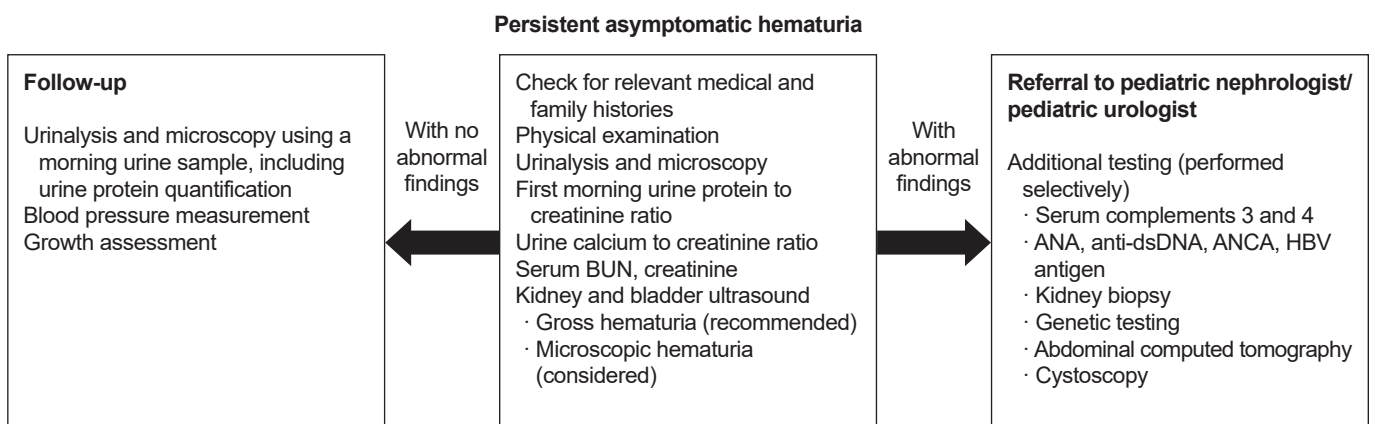 Persistent asymptomatic hematuria
Follow-up
Urinalysis and microscopy using a
morning urine sample, including
urine protein quantification
Blood pressure measurement
Growth assessment
With no
abnormal
findings
Check for relevant medical and
family histories
Physical examination
Urinalysis and microscopy
First morning urine protein to
creatinine ratio
Urine calcium to creatinine ratio
Serum BUN, creatinine
Kidney and bladder ultrasound
· Gross hematuria (recommended)
· Microscopic hematuria
(considered)
With
abnormal
findings
Referral to pediatric nephrologist/
pediatric urologist
Additional testing (performed
selectively)
· Serum complements 3 and 4
· ANA, anti-dsDNA, ANCA, HBV
antigen
· Kidney biopsy
· Genetic testing
· Abdominal computed tomography
· Cystoscopy